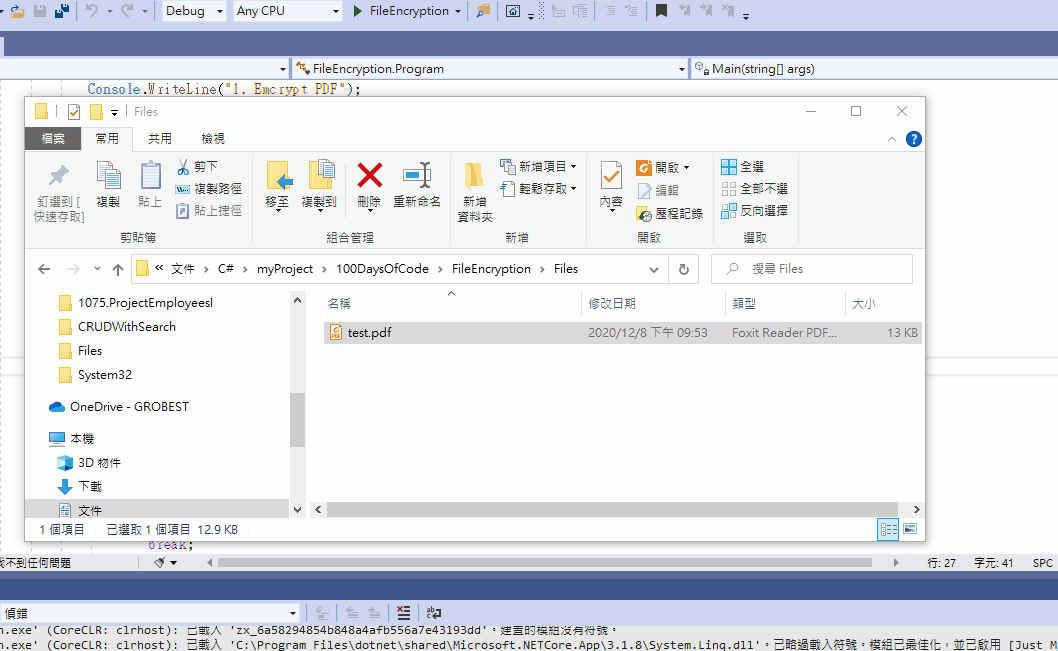 Debug Any CPU FileEncryption
FileEncryption.Program Main(string[] args)
Console.WriteLine("1. Encrypt PDF");
Files
檔案 常用 共用 檢視
釘選到 [
快速存取]
複製
貼上
剪下
複製路徑
貼上捷徑
剪貼簿
移至 複製到 刪除 重新命名
組合管理
新增
資料夾
新增項目
輕鬆存取
新增
內容
開啟
編輯
歷程記錄
開啟
全選
全部不選
反向選擇
選取
« 文件 › C# › myProject › 100DaysOfCode › FileEncryption › Files
搜尋 Files
1075.ProjectEmployeesI
CRUDWithSearch
Files
System32
OneDrive - GROBEST
本機
3D 物件
下載
文件
名稱 修改日期 類型 大小
test.pdf 2020/12/8 下午 09:53 Foxit Reader PDF... 13 KB
1 個項目 已選取 1 個項目 12.9 KB
break;
找不到任何問題 行: 27 字元: 41 SPC
偵錯
n.exe' (CoreCLR: clrhost): 已載入 'zx_6a58294854b848a4afb556a7e43193dd'。建置的模組沒有符號。
n.exe' (CoreCLR: clrhost): 已載入 'C:\Program Files\dotnet\shared\Microsoft.NETCore.App\3.1.8\System.Linq.dll'。已略過載入符號。模組已最佳化，並已啟用 [Just M